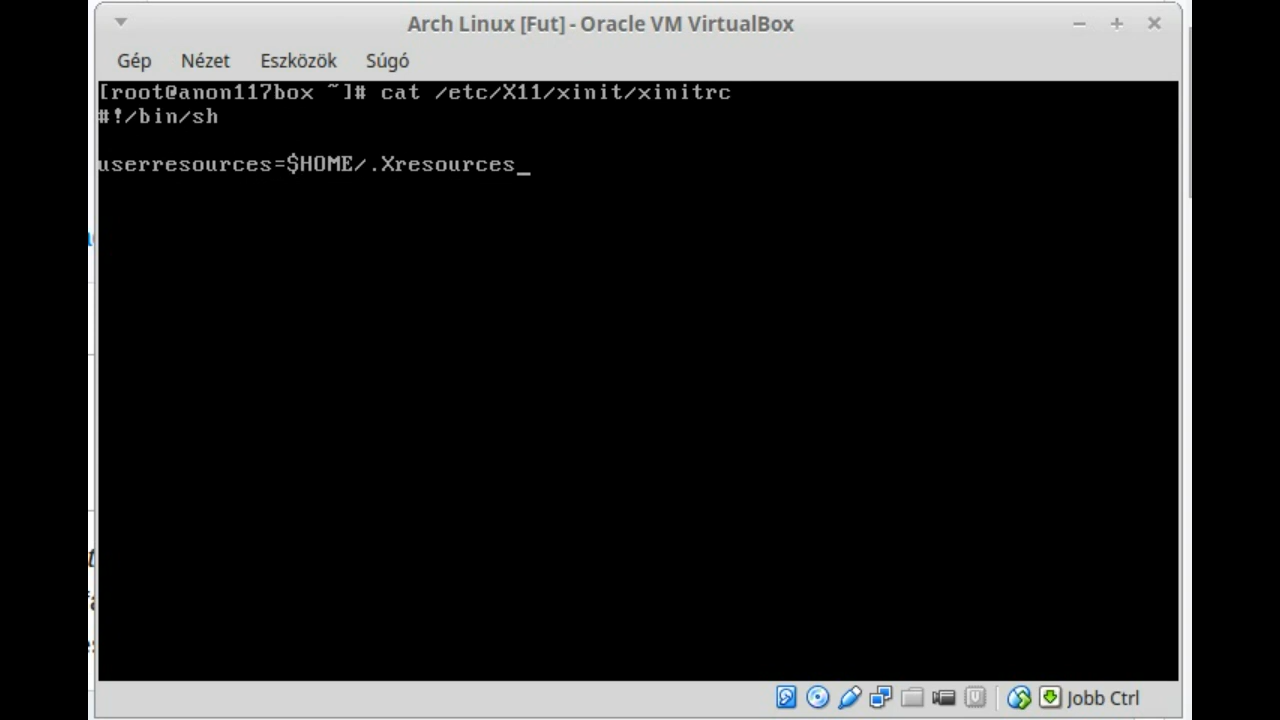 Arch Linux [Fut] - Oracle VM VirtualBox
Gép Nézet Eszközök Súgó
[root@anon117box ~]# cat /etc/X11/xinit/xinitrc
#!/bin/sh
userresources=$HOME/.Xresources_
Jobb Ctrl